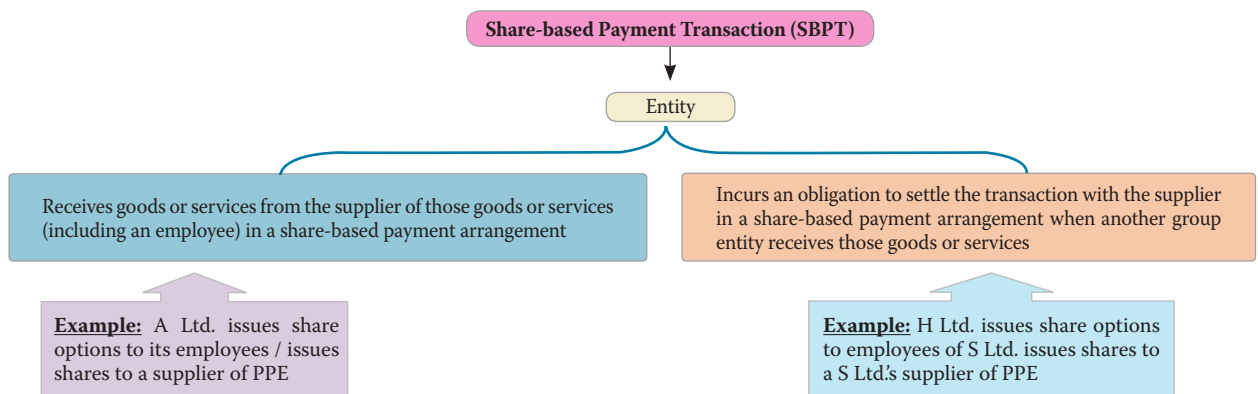 Share-based Payment Transaction (SBPT)
Entity
Receives goods or services from the supplier of those goods or services
(including an employee) in a share-based payment arrangement
Incurs an obligation to settle the transaction with the supplier
in a share-based payment arrangement when another group
entity receives those goods or services
Example: A Ltd. issues share
options to its employees / issues
shares to a supplier of PPE
Example: H Ltd. issues share options
to employees of S Ltd. issues shares to
a S Ltd.'s supplier of PPE